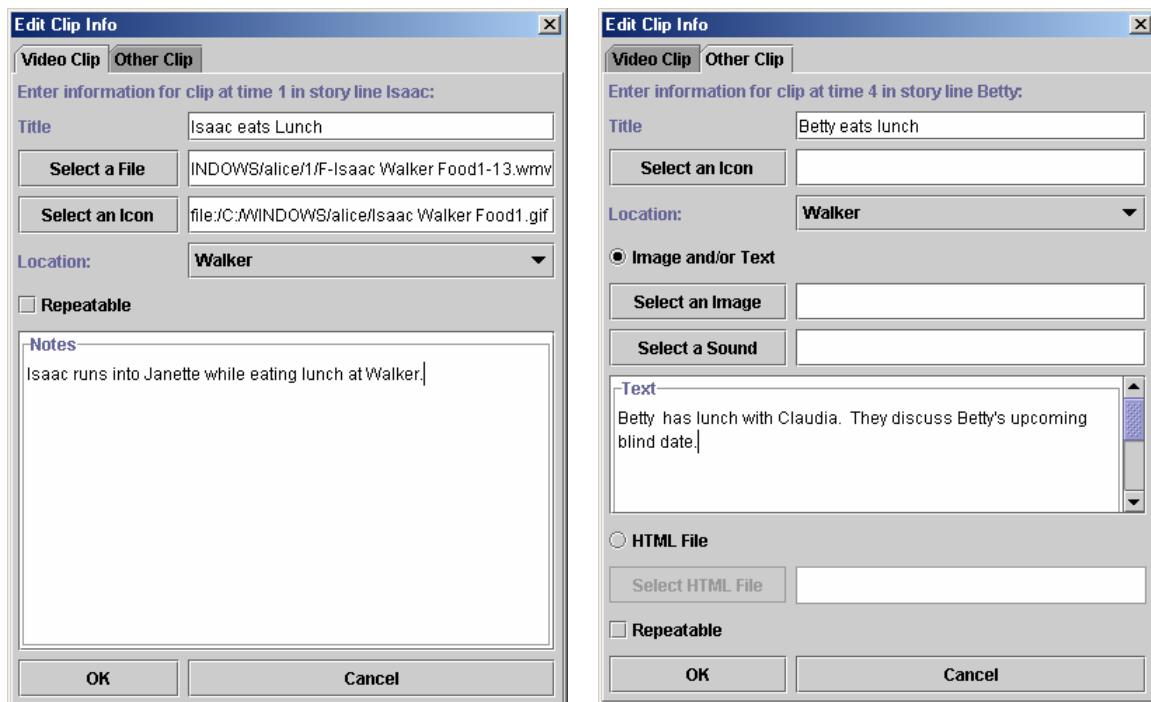 Edit Clip Info
Video Clip Other Clip
Enter information for clip at time 1 in story line Isaac:
Title Isaac eats Lunch
Select a File INDOWS/alice/1/F-Isaac Walker Food1-13.wmv
Select an Icon file:/C:/WINDOWS/alice/Isaac Walker Food1.gif
Location: Walker
Repeatable
Notes
Isaac runs into Janette while eating lunch at Walker.
OK Cancel
Edit Clip Info
Video Clip Other Clip
Enter information for clip at time 4 in story line Betty:
Title Betty eats lunch
Select an Icon
Location: Walker
Image and/or Text
Select an Image
Select a Sound
Text
Betty has lunch with Claudia. They discuss Betty's upcoming
blind date.
HTML File
Select HTML File
Repeatable
OK Cancel